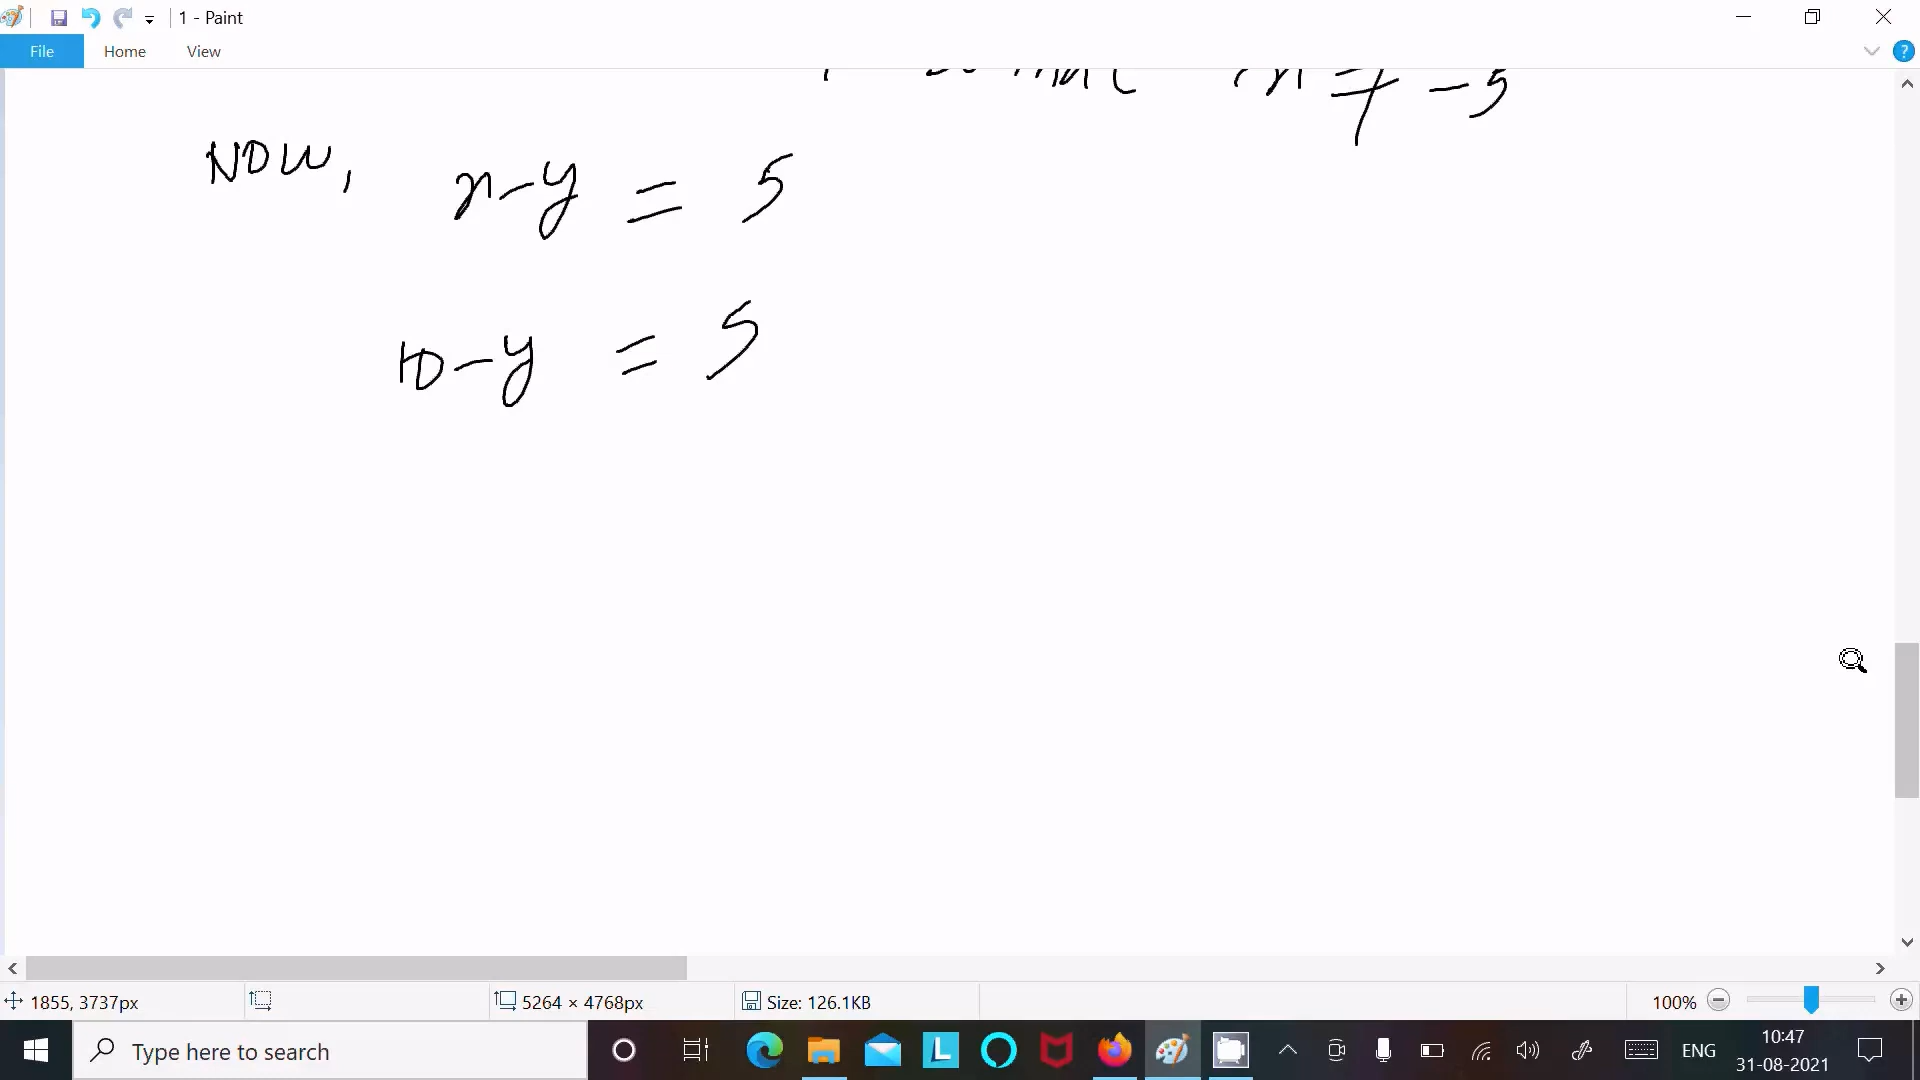 1 - Paint
File Home View
- 5
NOW, x-y = 5
10-y = 5
1855, 3737px 5264 × 4768px Size: 126.1KB 100%
Type here to search L ENG 10:47
31-08-2021